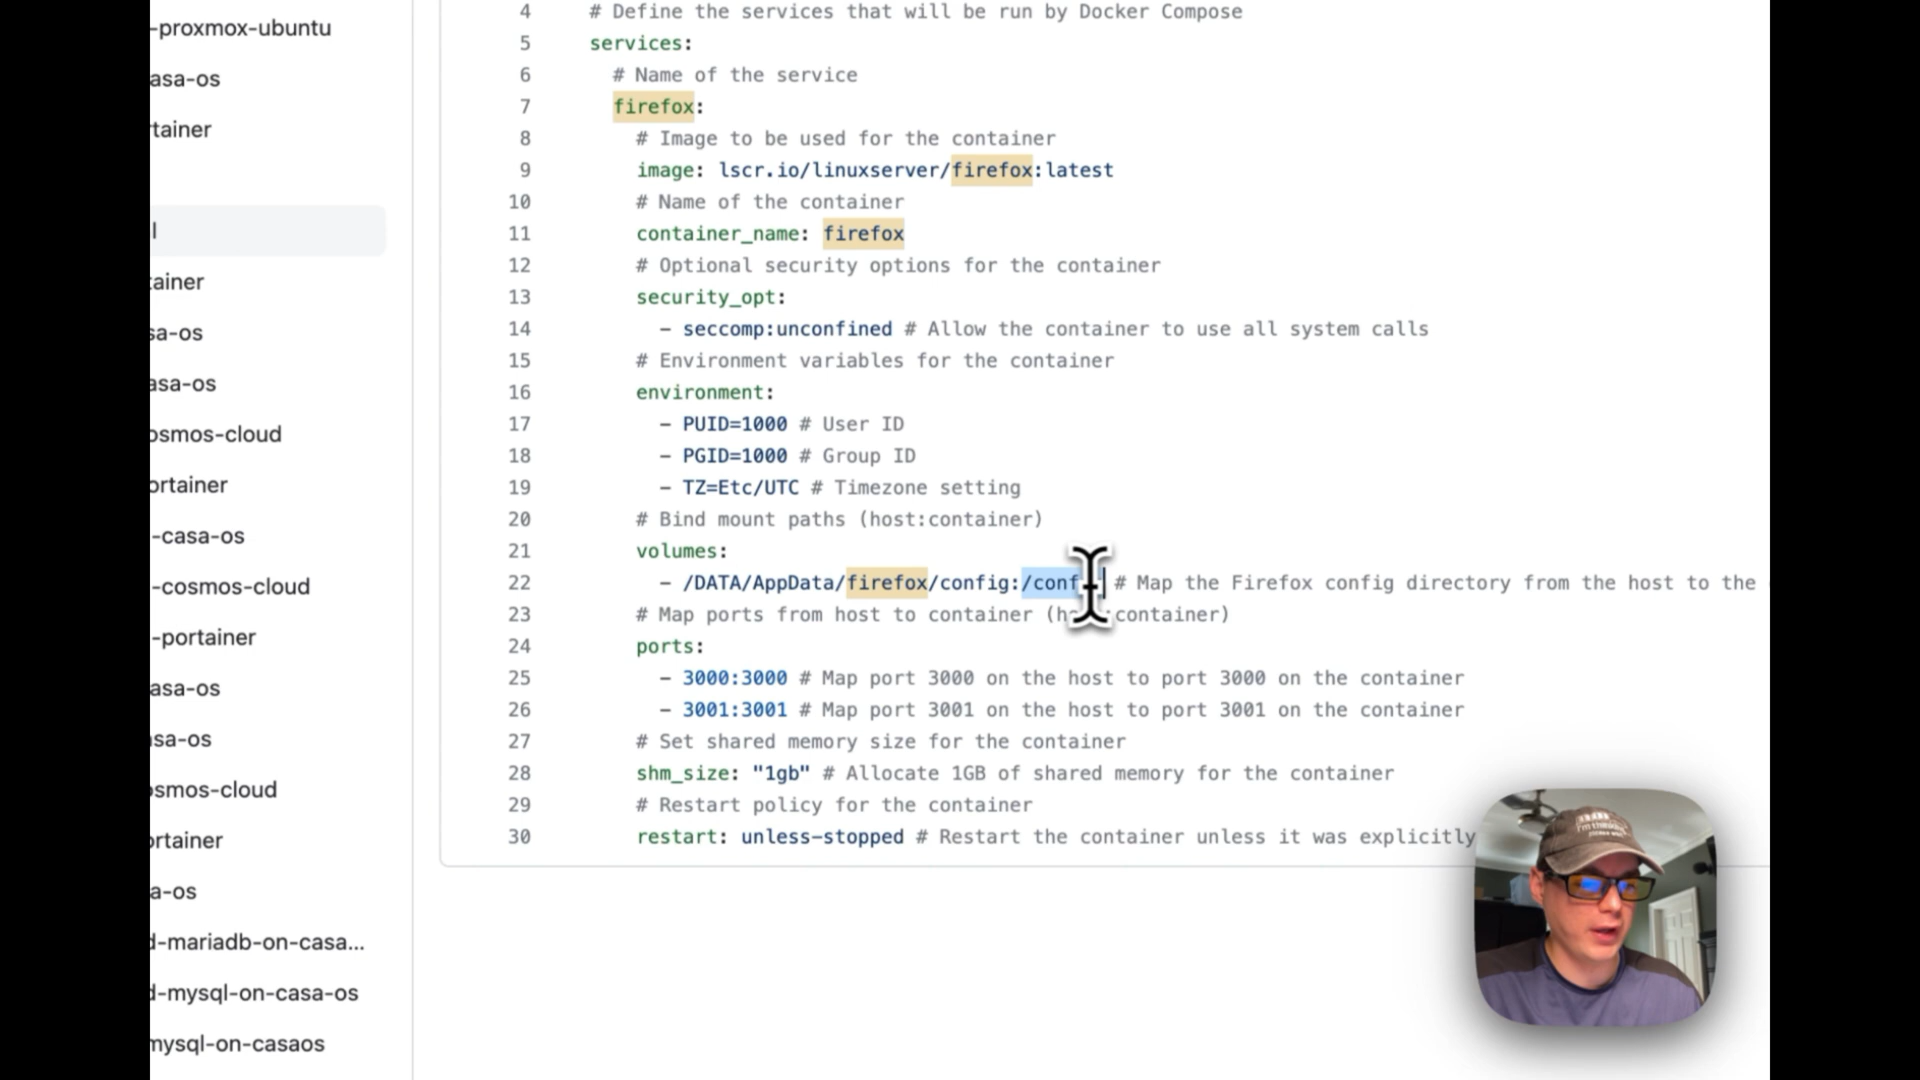 -proxmox-ubuntu
asa-os
rtainer
l
tainer
sa-os
asa-os
osmos-cloud
ortainer
-casa-os
-cosmos-cloud
-portainer
asa-os
sa-os
osmos-cloud
ortainer
a-os
d-mariadb-on-casa...
d-mysql-on-casa-os
mysql-on-casaos
4 # Define the services that will be run by Docker Compose
5 services:
6 # Name of the service
7 firefox:
8 # Image to be used for the container
9 image: lscr.io/linuxserver/firefox:latest
10 # Name of the container
11 container_name: firefox
12 # Optional security options for the container
13 security_opt:
14 - seccomp:unconfined # Allow the container to use all system calls
15 # Environment variables for the container
16 environment:
17 - PUID=1000 # User ID
18 - PGID=1000 # Group ID
19 - TZ=Etc/UTC # Timezone setting
20 # Bind mount paths (host:container)
21 volumes:
22 - /DATA/AppData/firefox/config:/conf # Map the Firefox config directory from the host to the
23 # Map ports from host to container (h :container)
24 ports:
25 - 3000:3000 # Map port 3000 on the host to port 3000 on the container
26 - 3001:3001 # Map port 3001 on the host to port 3001 on the container
27 # Set shared memory size for the container
28 shm_size: "1gb" # Allocate 1GB of shared memory for the container
29 # Restart policy for the container
30 restart: unless-stopped # Restart the container unless it was explicitly